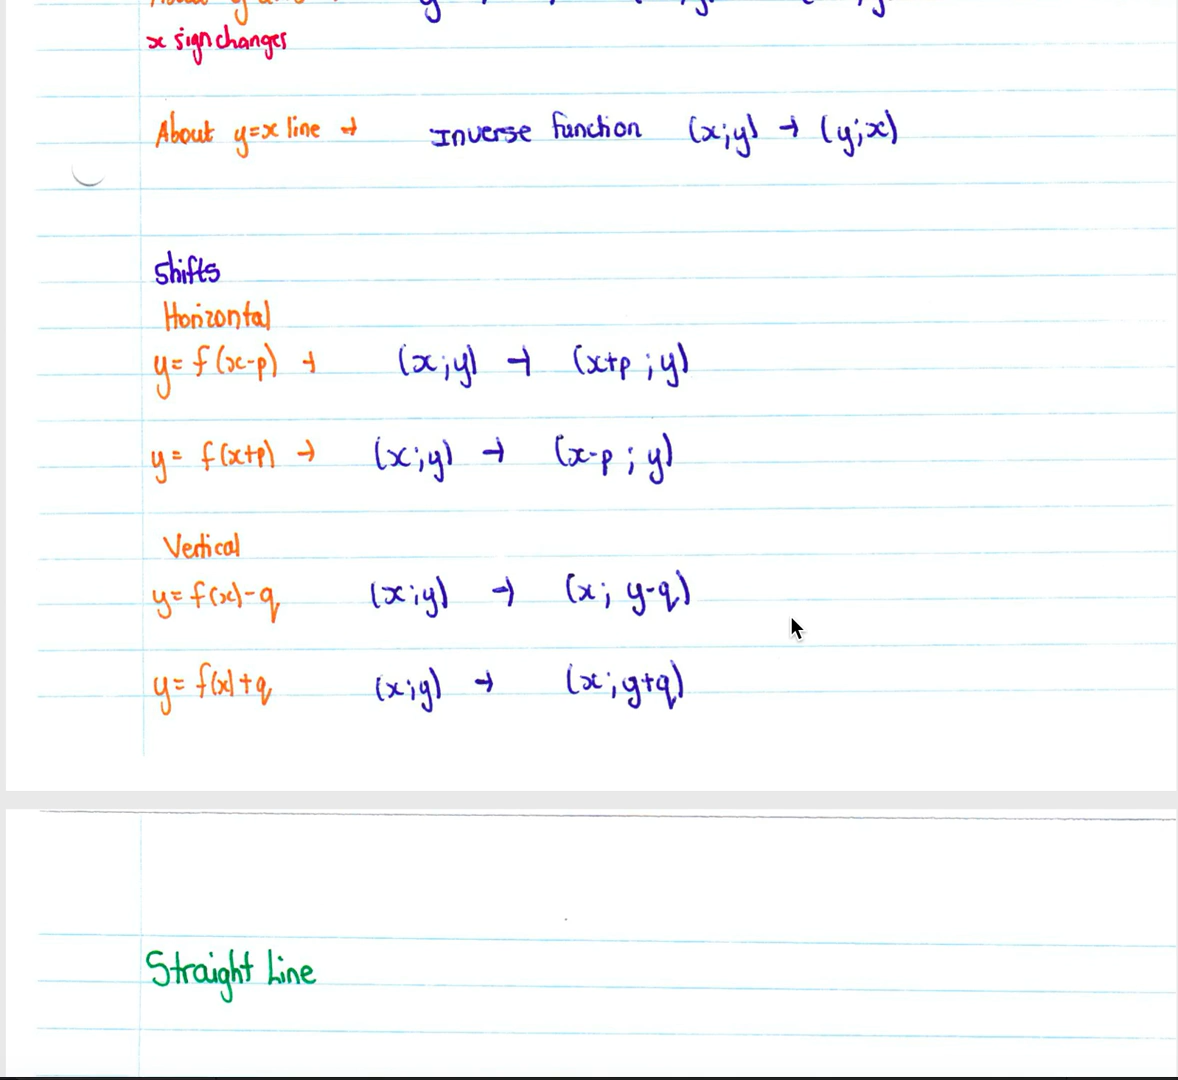 x sign changes
About y=x line → Inverse function (x;y) → (y;x)
Shifts
Horizontal
y= f(x-p) → (x;y) → (x+p;y)
y= f(x+p) → (x;y) → (x-p;y)
Vertical
y= f(x)-q (x;y) → (x; y-q)
y= f(x)+q (x;y) → (x;y+q)
Straight Line